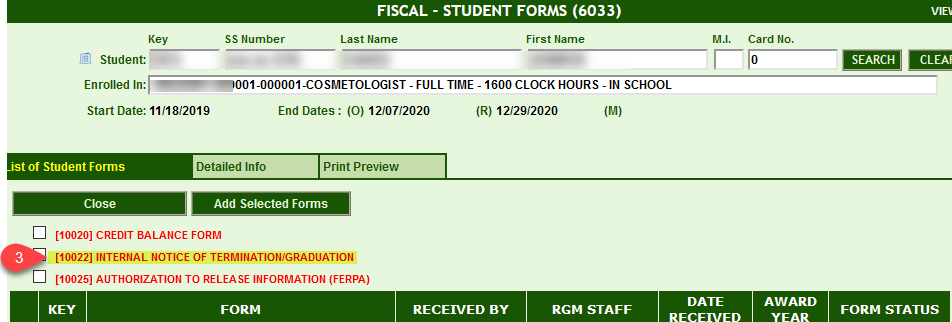 FISCAL - STUDENT FORMS (6033) VIEW
Key SS Number Last Name First Name M.I. Card No.
Student: 0 SEARCH CLEA
Enrolled In: 0001-000001-COSMETOLOGIST - FULL TIME - 1600 CLOCK HOURS - IN SCHOOL
Start Date: 11/18/2019 End Dates : (O) 12/07/2020 (R) 12/29/2020 (M)
List of Student Forms Detailed Info Print Preview
Close Add Selected Forms
[10020] CREDIT BALANCE FORM
3 [10022] INTERNAL NOTICE OF TERMINATION/GRADUATION
[10025] AUTHORIZATION TO RELEASE INFORMATION (FERPA)
KEY FORM RECEIVED BY RGM STAFF DATE RECEIVED AWARD YEAR FORM STATUS